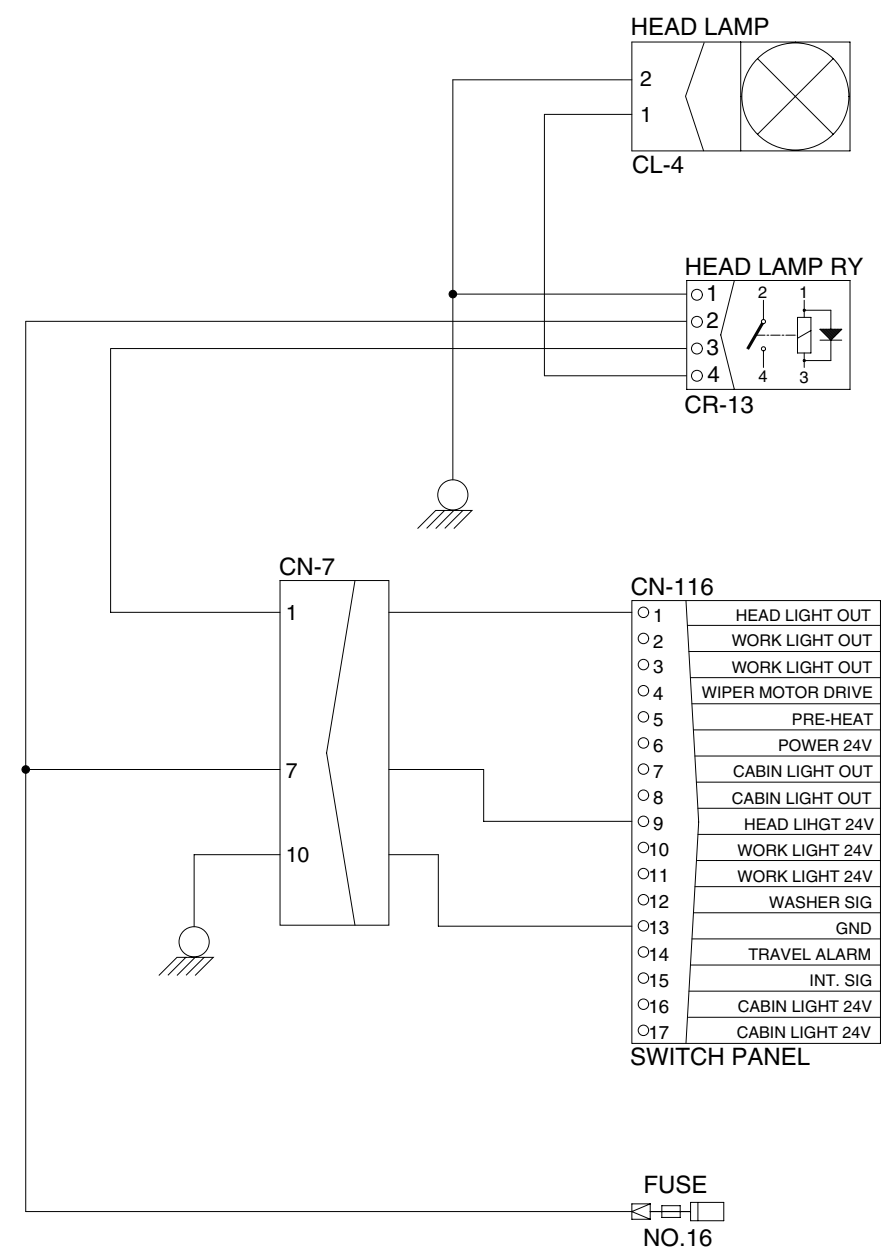 HEAD LAMP
2
1
CL-4
HEAD LAMP RY
1 2 1
2
3
4 4 3
CR-13
CN-7
1
7
10
CN-116
1 HEAD LIGHT OUT
2 WORK LIGHT OUT
3 WORK LIGHT OUT
4 WIPER MOTOR DRIVE
5 PRE-HEAT
6 POWER 24V
7 CABIN LIGHT OUT
8 CABIN LIGHT OUT
9 HEAD LIHGT 24V
10 WORK LIGHT 24V
11 WORK LIGHT 24V
12 WASHER SIG
13 GND
14 TRAVEL ALARM
15 INT. SIG
16 CABIN LIGHT 24V
17 CABIN LIGHT 24V
SWITCH PANEL
FUSE
NO.16